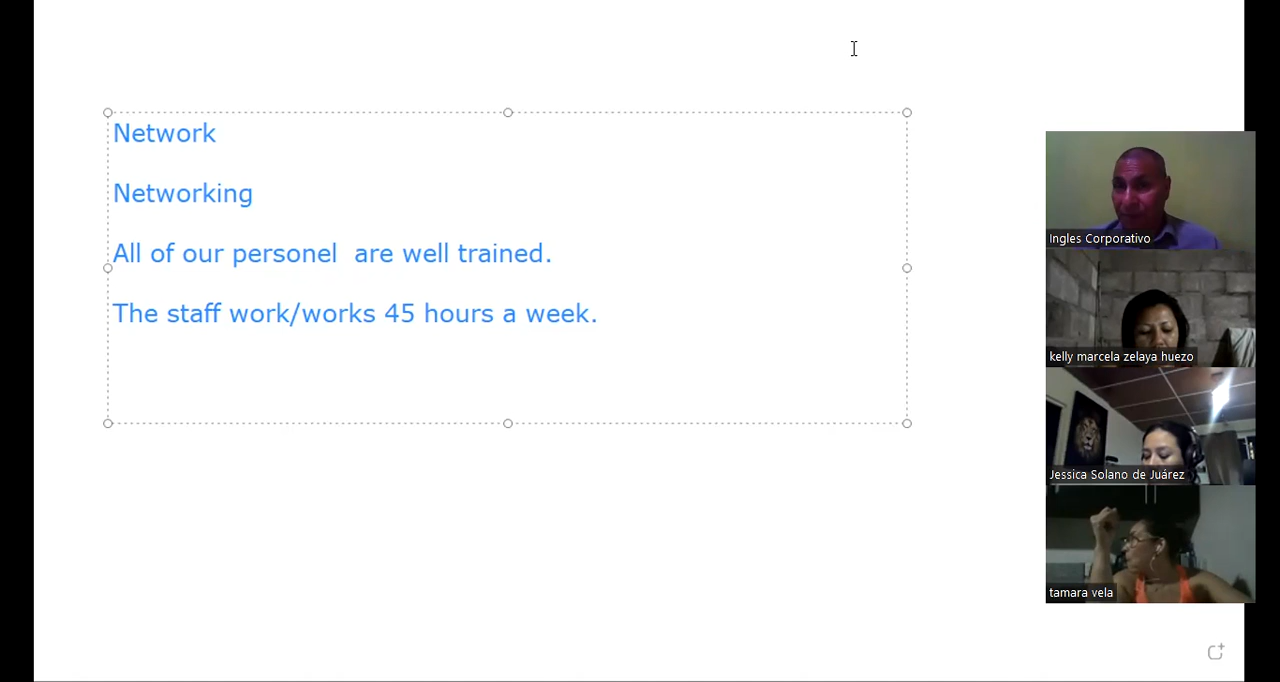 Network
Networking
All of our personel  are well trained.
The staff work/works 45 hours a week.
Ingles Corporativo
kelly marcela zelaya huezo
Jessica Solano de Juárez
tamara vela